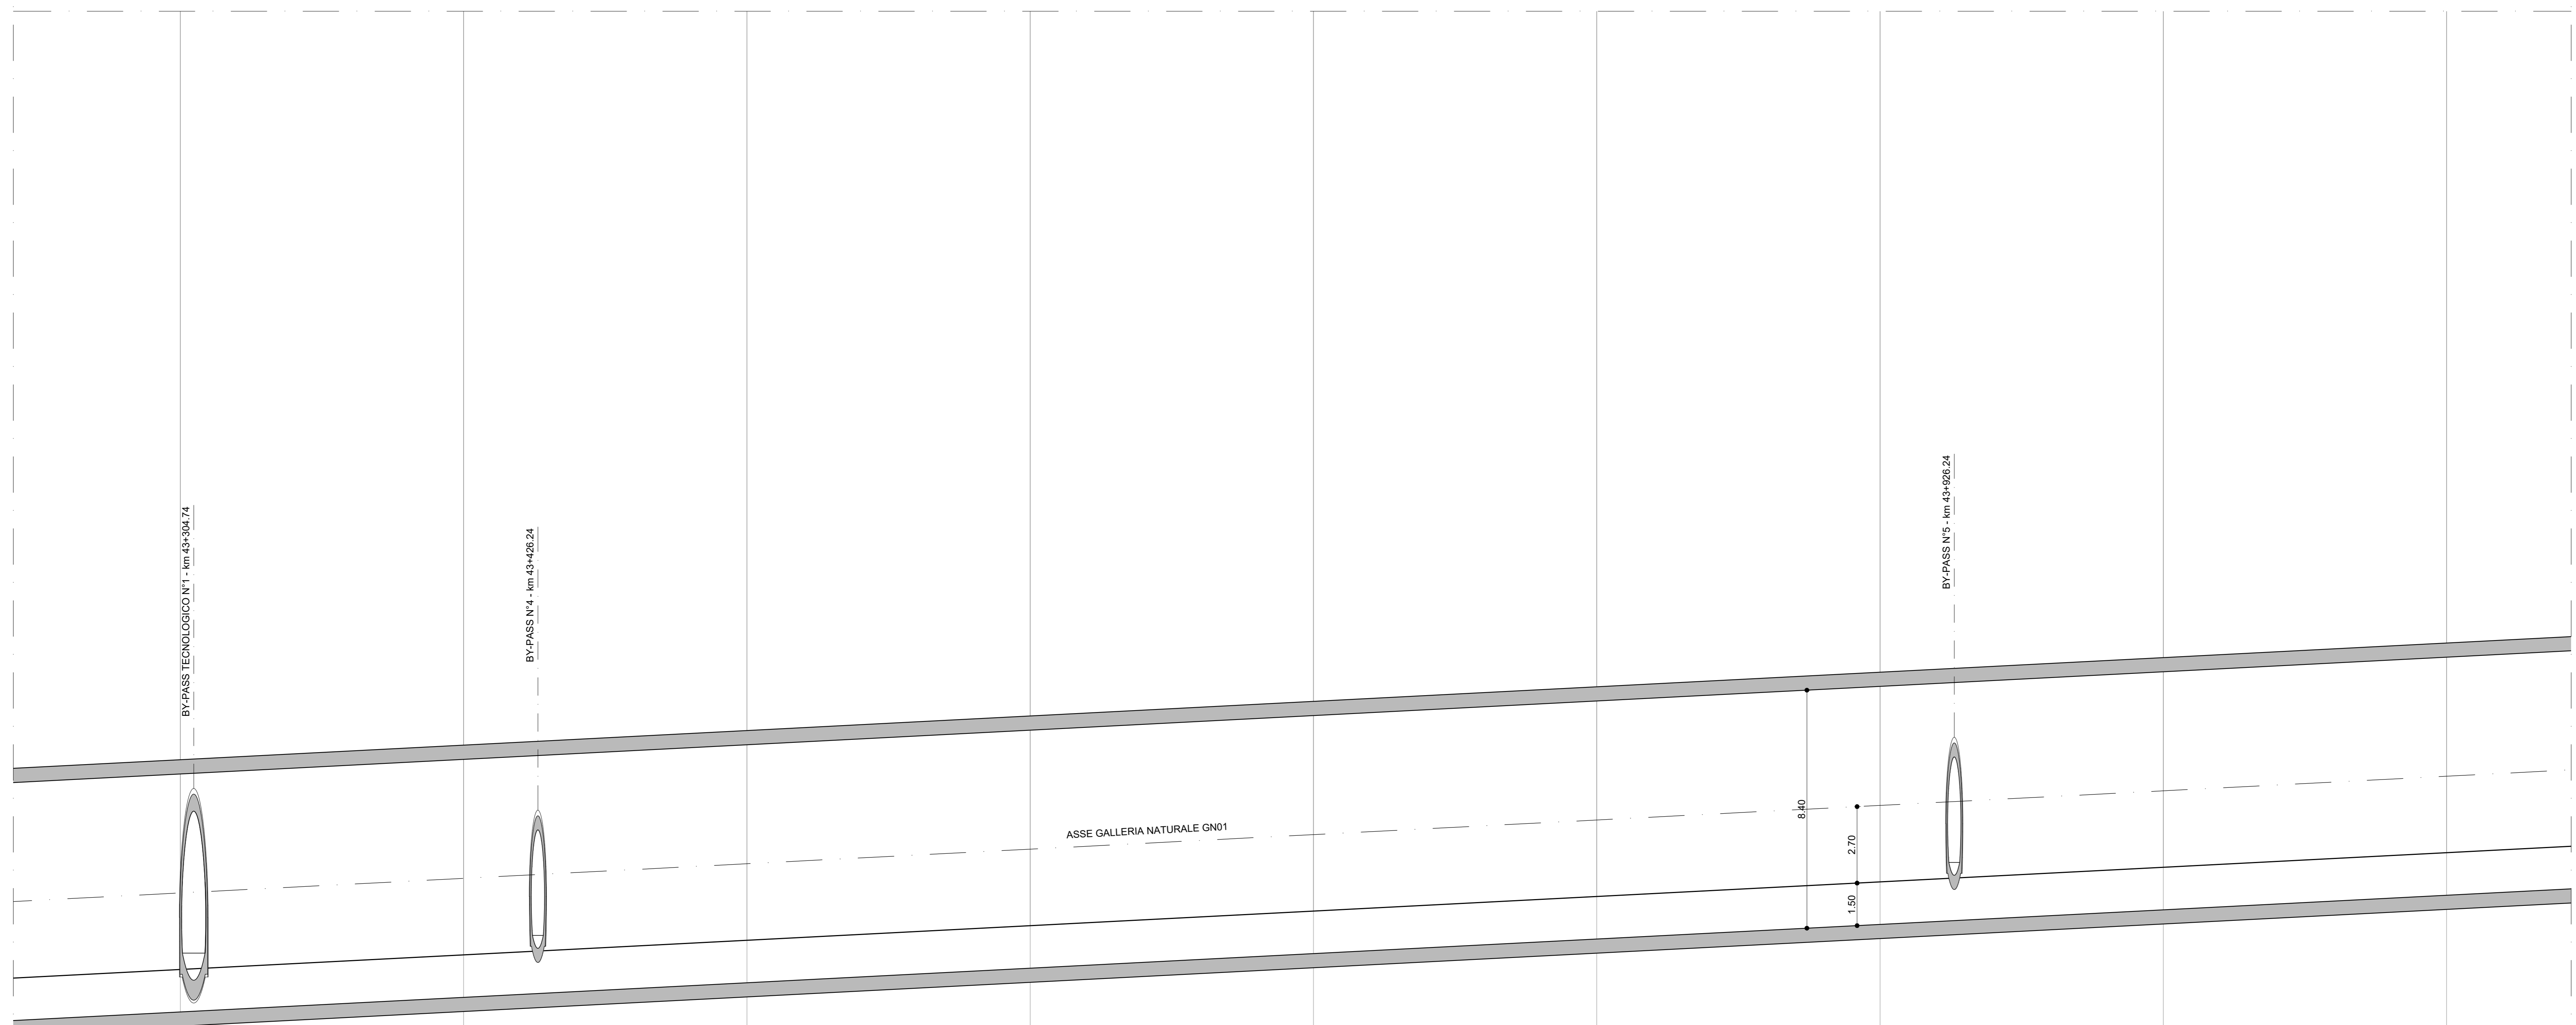 BY-PASS TECNOLOGICO N°1 - km 43+304.74
BY-PASS N°4 - km 43+426.24
ASSE GALLERIA NATURALE GN01
8.40
2.70
1.50
BY-PASS N°5 - km 43+926.24